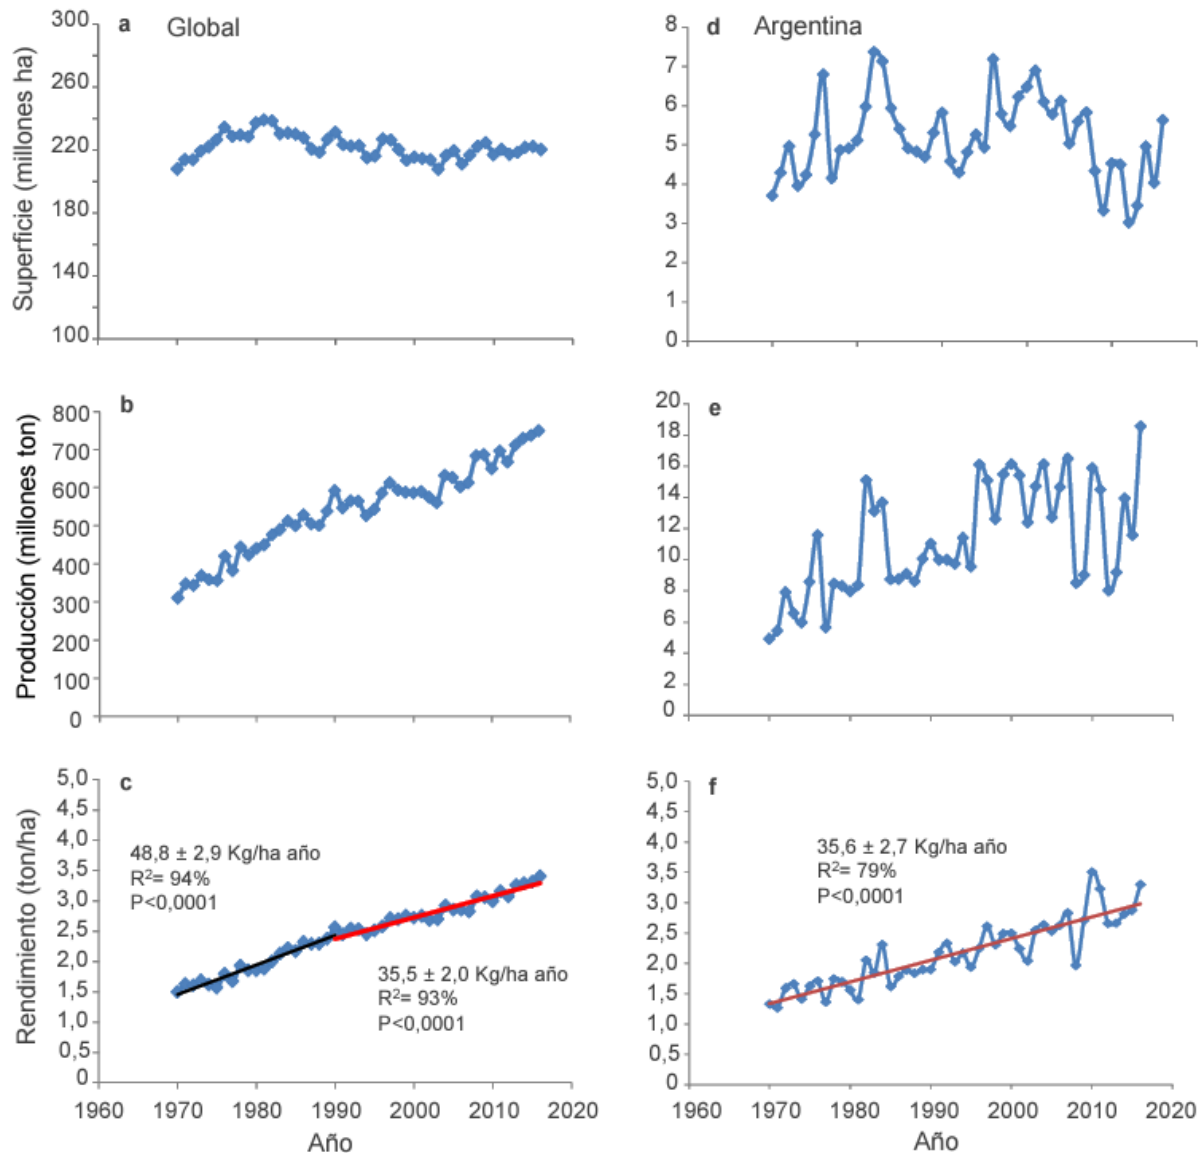 a Global
Superficie (millones ha)
300
260
220
180
140
100
d Argentina
8
7
6
5
4
3
2
1
0
b
Producción (millones ton)
800
700
600
500
400
300
200
100
0
e
20
18
16
14
12
10
8
6
4
2
0
c
Rendimiento (ton/ha)
5,0
4,5
4,0
3,5
3,0
2,5
2,0
1,5
1,0
0,5
0
48,8 ± 2,9 Kg/ha año
R²= 94%
P<0,0001
35,5 ± 2,0 Kg/ha año
R²= 93%
P<0,0001
1960 1970 1980 1990 2000 2010 2020
Año
f
5,0
4,5
4,0
3,5
3,0
2,5
2,0
1,5
1,0
0,5
0
35,6 ± 2,7 Kg/ha año
R²= 79%
P<0,0001
1960 1970 1980 1990 2000 2010 2020
Año